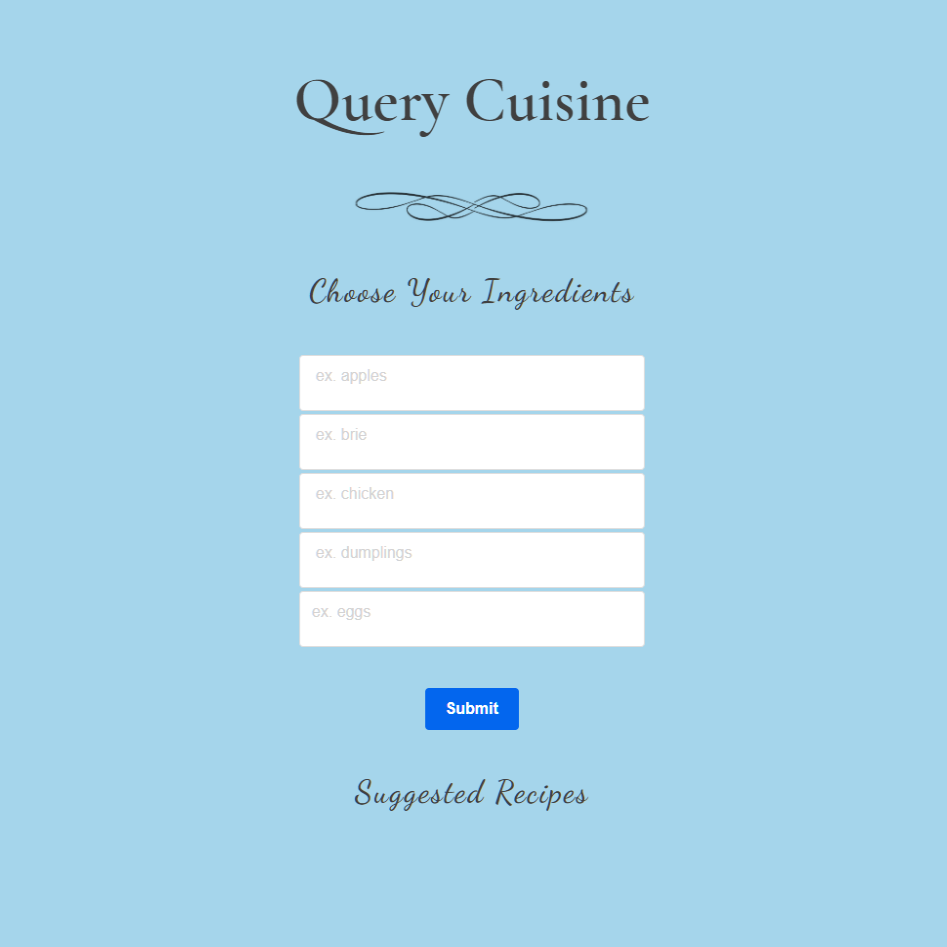 Query Cuisine
Choose Your Ingredients
ex. apples
ex. brie
ex. chicken
ex. dumplings
ex. eggs
Submit
Suggested Recipes